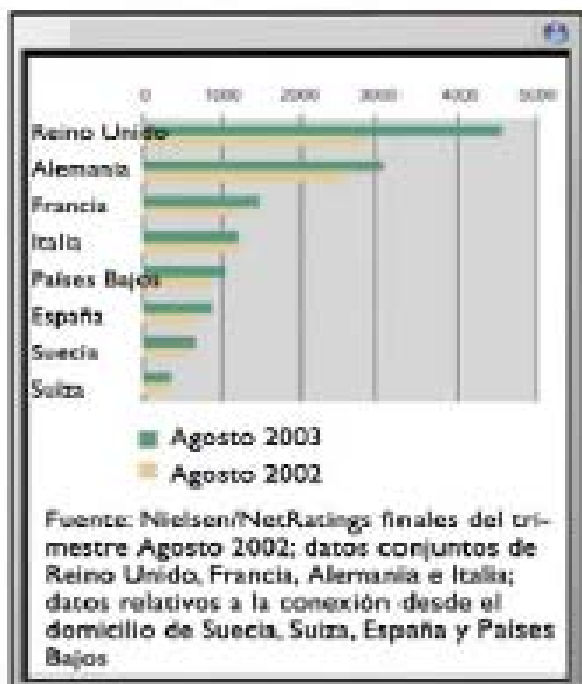 0 1000 2000 3000 4000 5000
Reino Unido
Alemania
Francia
Italia
Países Bajos
España
Suecia
Suiza
Agosto 2003
Agosto 2002
Fuente: Nielsen/NetRatings finales del tri-
mestre Agosto 2002; datos conjuntos de
Reino Unido, Francia, Alemania e Italia;
datos relativos a la conexión desde el
domicilio de Suecia, Suiza, España y Países
Bajos